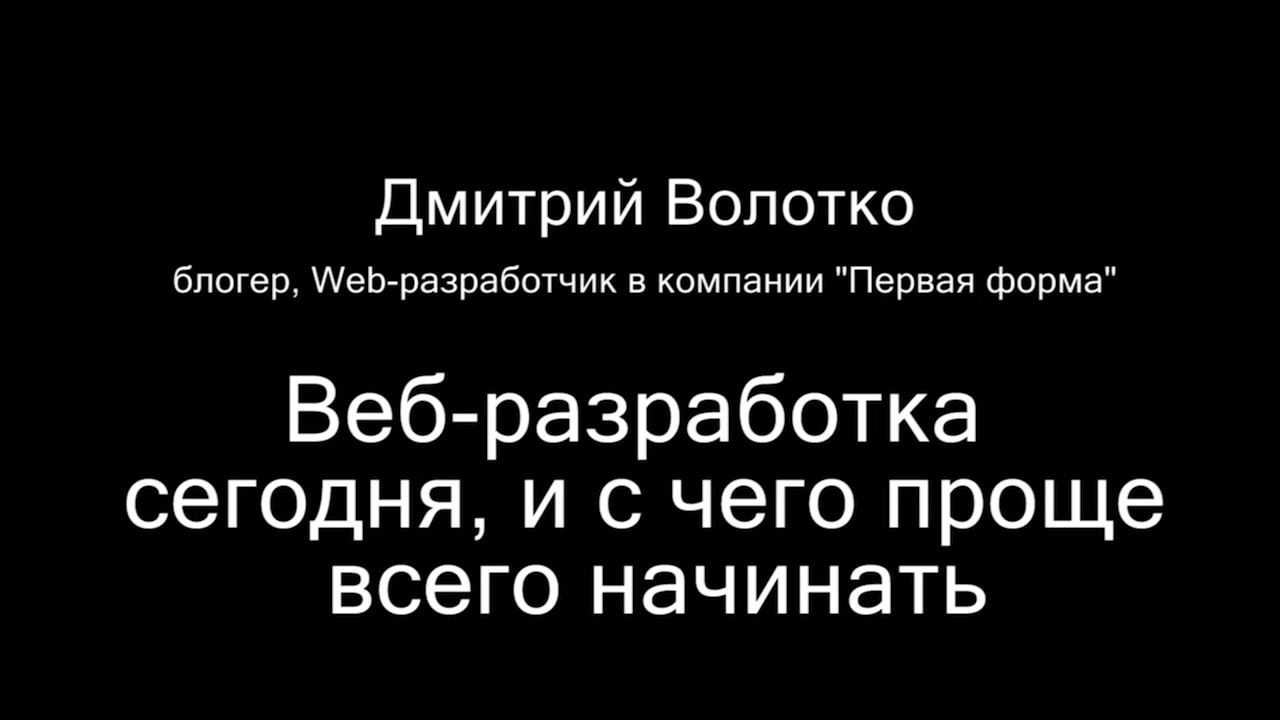 Дмитрий Волотко
блогер, Web-разработчик в компании "Первая форма"
Веб-разработка
сегодня, и с чего проще
всего начинать